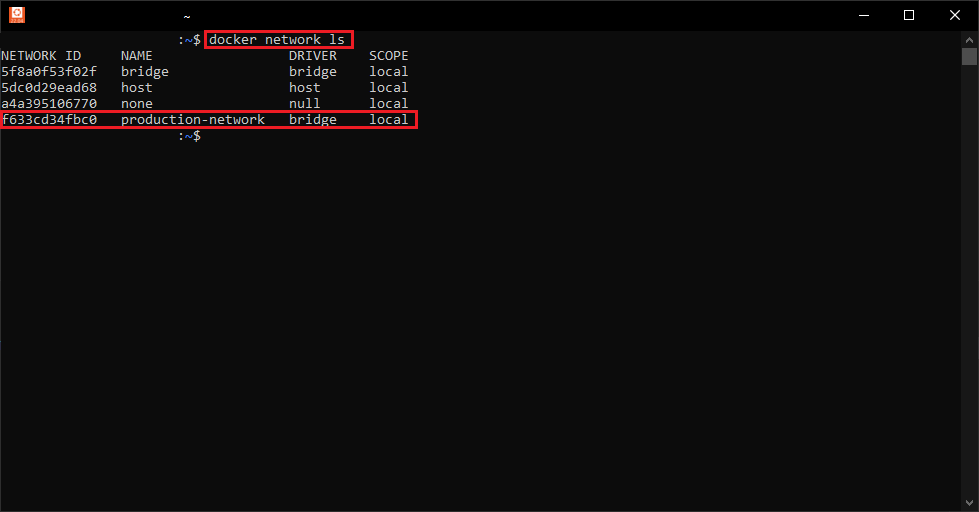 ~
:~$ docker network ls
NETWORK ID     NAME                 DRIVER    SCOPE
5f8a0f53f02f   bridge               bridge    local
5dc0d29ead68   host                 host      local
a4a395106770   none                 null      local
f633cd34fbc0   production-network   bridge    local
:~$